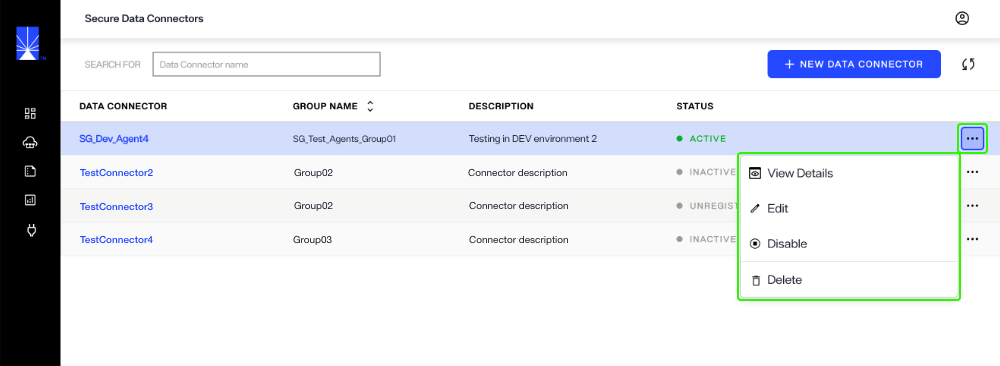 Secure Data Connectors
SEARCH FOR Data Connector name + NEW DATA CONNECTOR
DATA CONNECTOR GROUP NAME DESCRIPTION STATUS
SG_Dev_Agent4 SG_Test_Agents_Group01 Testing in DEV environment 2 ACTIVE
TestConnector2 Group02 Connector description INACTIVE
TestConnector3 Group02 Connector description UNREGIST
TestConnector4 Group03 Connector description INACTIVE
View Details
Edit
Disable
Delete